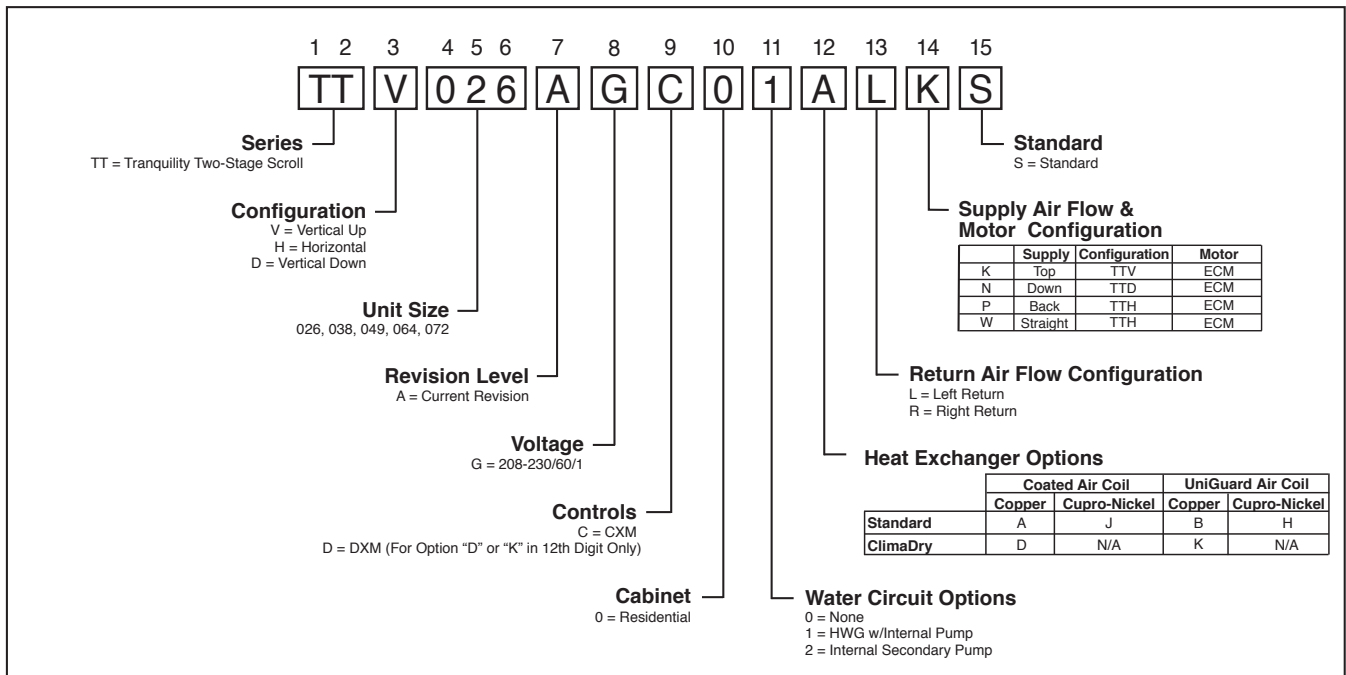 1 2 3 4 5 6 7 8 9 10 11 12 13 14 15
TT V 0 2 6 A G C 0 1 A L K S
Series
TT = Tranquility Two-Stage Scroll
Standard
S = Standard
Configuration
V = Vertical Up
H = Horizontal
D = Vertical Down
Supply Air Flow &
Motor Configuration
Supply Configuration Motor
K Top TTV ECM
N Down TTD ECM
P Back TTH ECM
W Straight TTH ECM
Unit Size
026, 038, 049, 064, 072
Revision Level
A = Current Revision
Return Air Flow Configuration
L = Left Return
R = Right Return
Voltage
G = 208-230/60/1
Heat Exchanger Options
Coated Air Coil UniGuard Air Coil
Copper Cupro-Nickel Copper Cupro-Nickel
Standard A J B H
ClimaDry D N/A K N/A
Controls
C = CXM
D = DXM (For Option “D” or “K” in 12th Digit Only)
Cabinet
0 = Residential
Water Circuit Options
0 = None
1 = HWG w/Internal Pump
2 = Internal Secondary Pump